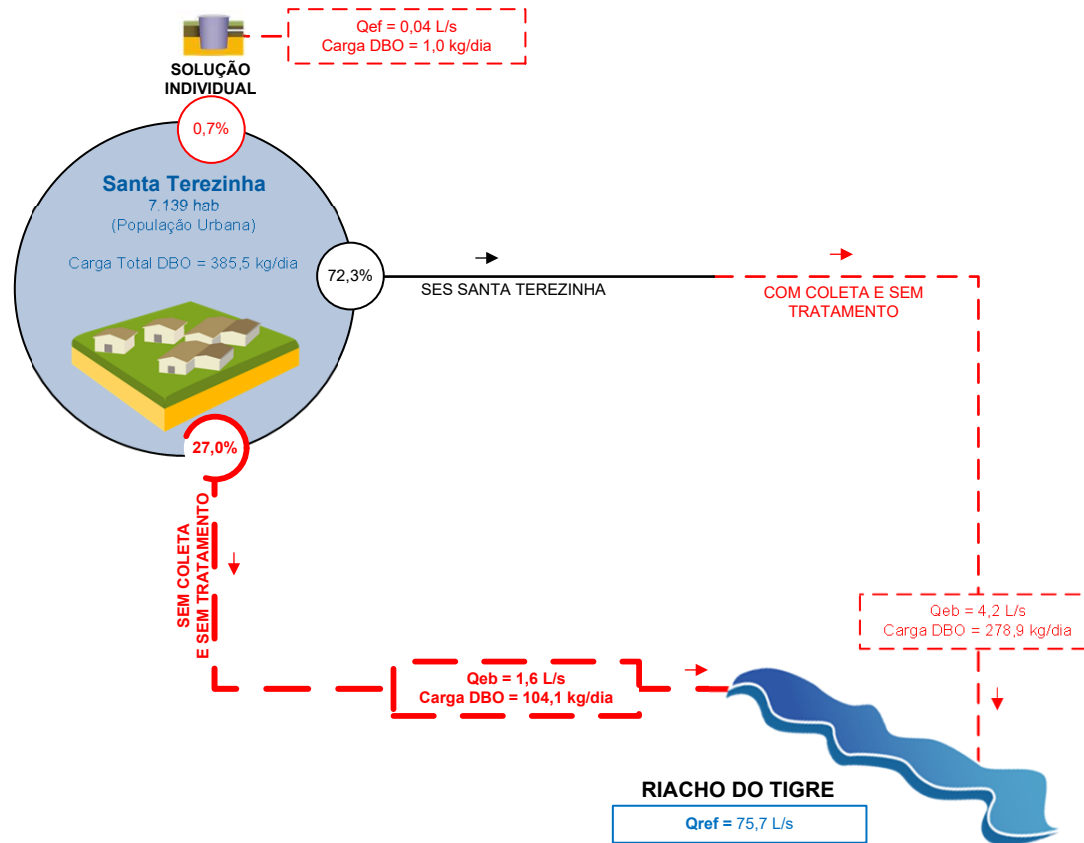 Qef = 0,04 L/s
Carga DBO = 1,0 kg/dia
SOLUÇÃO
INDIVIDUAL
0,7%
Santa Terezinha
7.139 hab
(População Urbana)
Carga Total DBO = 385,5 kg/dia
72,3%
SES SANTA TEREZINHA
COM COLETA E SEM
TRATAMENTO
27,0%
SEM COLETA
E SEM TRATAMENTO
Qeb = 4,2 L/s
Carga DBO = 278,9 kg/dia
Qeb = 1,6 L/s
Carga DBO = 104,1 kg/dia
RIACHO DO TIGRE
Qref = 75,7 L/s